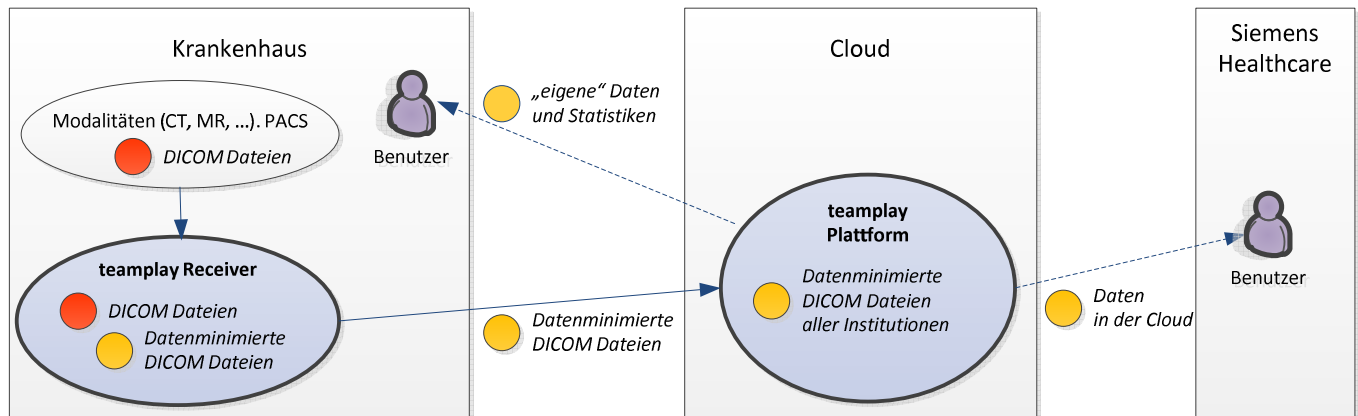 Krankenhaus
Modalitäten (CT, MR, ...). PACS
DICOM Dateien
Benutzer
teamplay Receiver
DICOM Dateien
Datenminimierte
DICOM Dateien
„eigene“ Daten
und Statistiken
Datenminimierte
DICOM Dateien
Cloud
teamplay
Plattform
Datenminimierte
DICOM Dateien
aller Institutionen
Daten
in der Cloud
Siemens
Healthcare
Benutzer